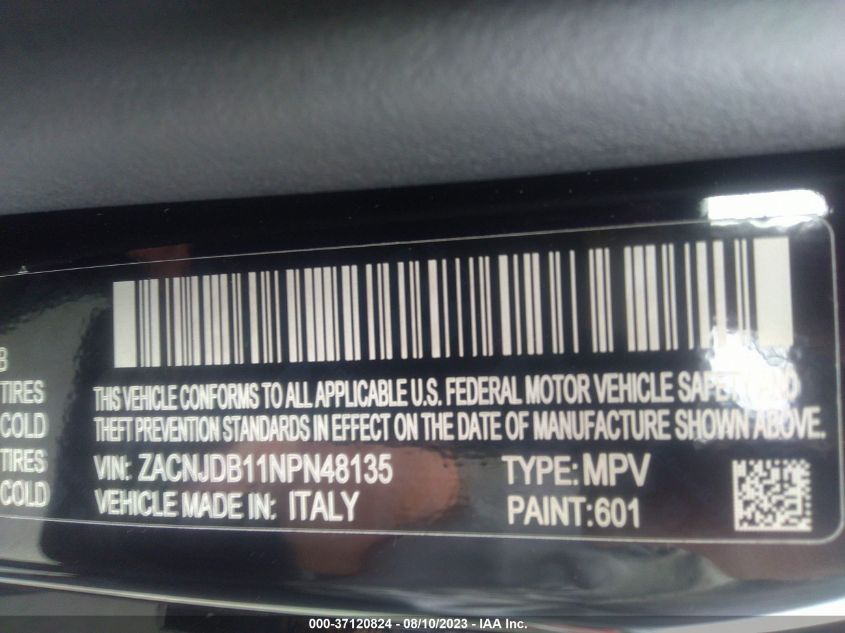 B
TIRES
COLD
TIRES
COLD
THIS VEHICLE CONFORMS TO ALL APPLICABLE U.S. FEDERAL MOTOR VEHICLE SAFETY AND
THEFT PREVENTION STANDARDS IN EFFECT ON THE DATE OF MANUFACTURE SHOWN ABOVE.
VIN: ZACNJDB11NPN48135 TYPE: MPV
VEHICLE MADE IN: ITALY PAINT: 601
000-37120824 - 08/10/2023 - IAA Inc.